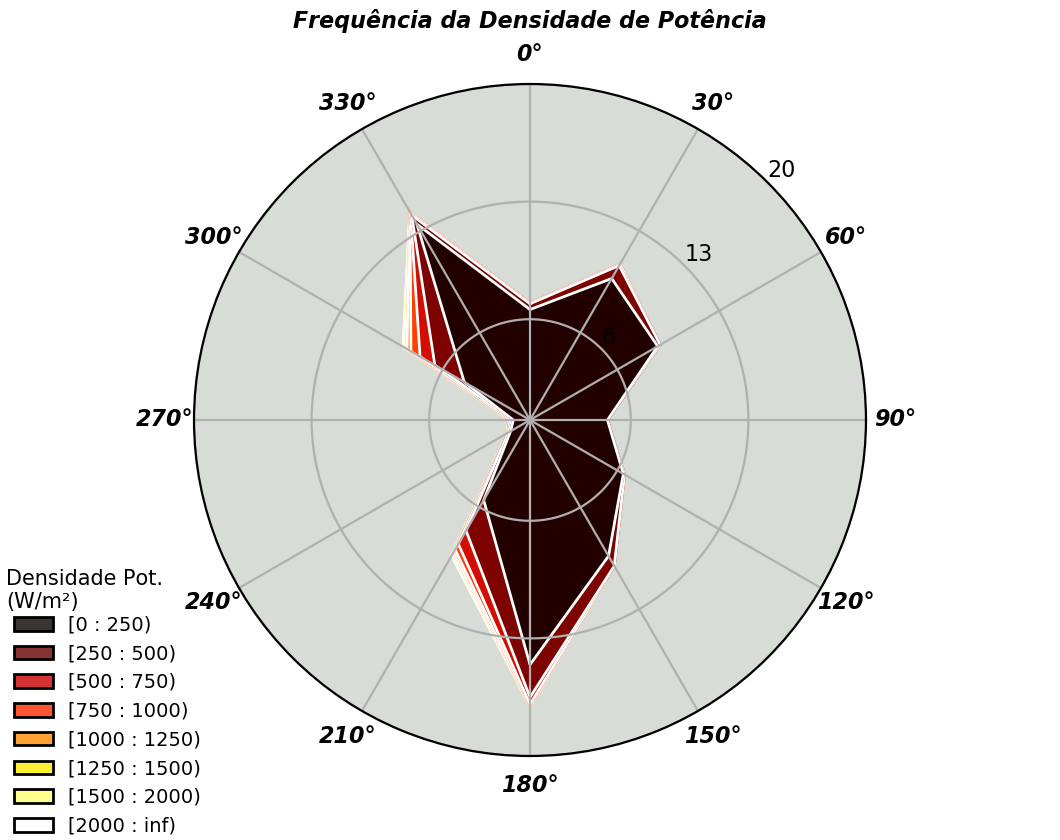 Frequência da Densidade de Potência
0°
330°
30°
20
300°
60°
13
6
270°
90°
240°
120°
210°
150°
180°
Densidade Pot.
(W/m²)
[0 : 250)
[250 : 500)
[500 : 750)
[750 : 1000)
[1000 : 1250)
[1250 : 1500)
[1500 : 2000)
[2000 : inf)